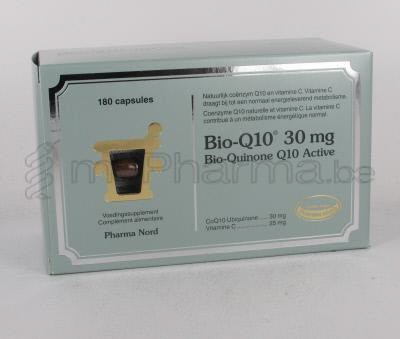 180 capsules
Natuurlijk coënzym Q10 en vitamine C. Vitamine C
draagt bij tot een normaal energieleverend metabolisme.
Coenzyme Q10 naturelle et vitamine C. La vitamine C
contribue à un métabolisme énergétique normal.
Bio-Q10® 30 mg
Bio-Quinone Q10 Active
Voedingssupplement
Complément alimentaire
Pharma Nord
CoQ10 Ubiquinone ..... 30 mg
Vitamine C ..... 25 mg
Pharma.be